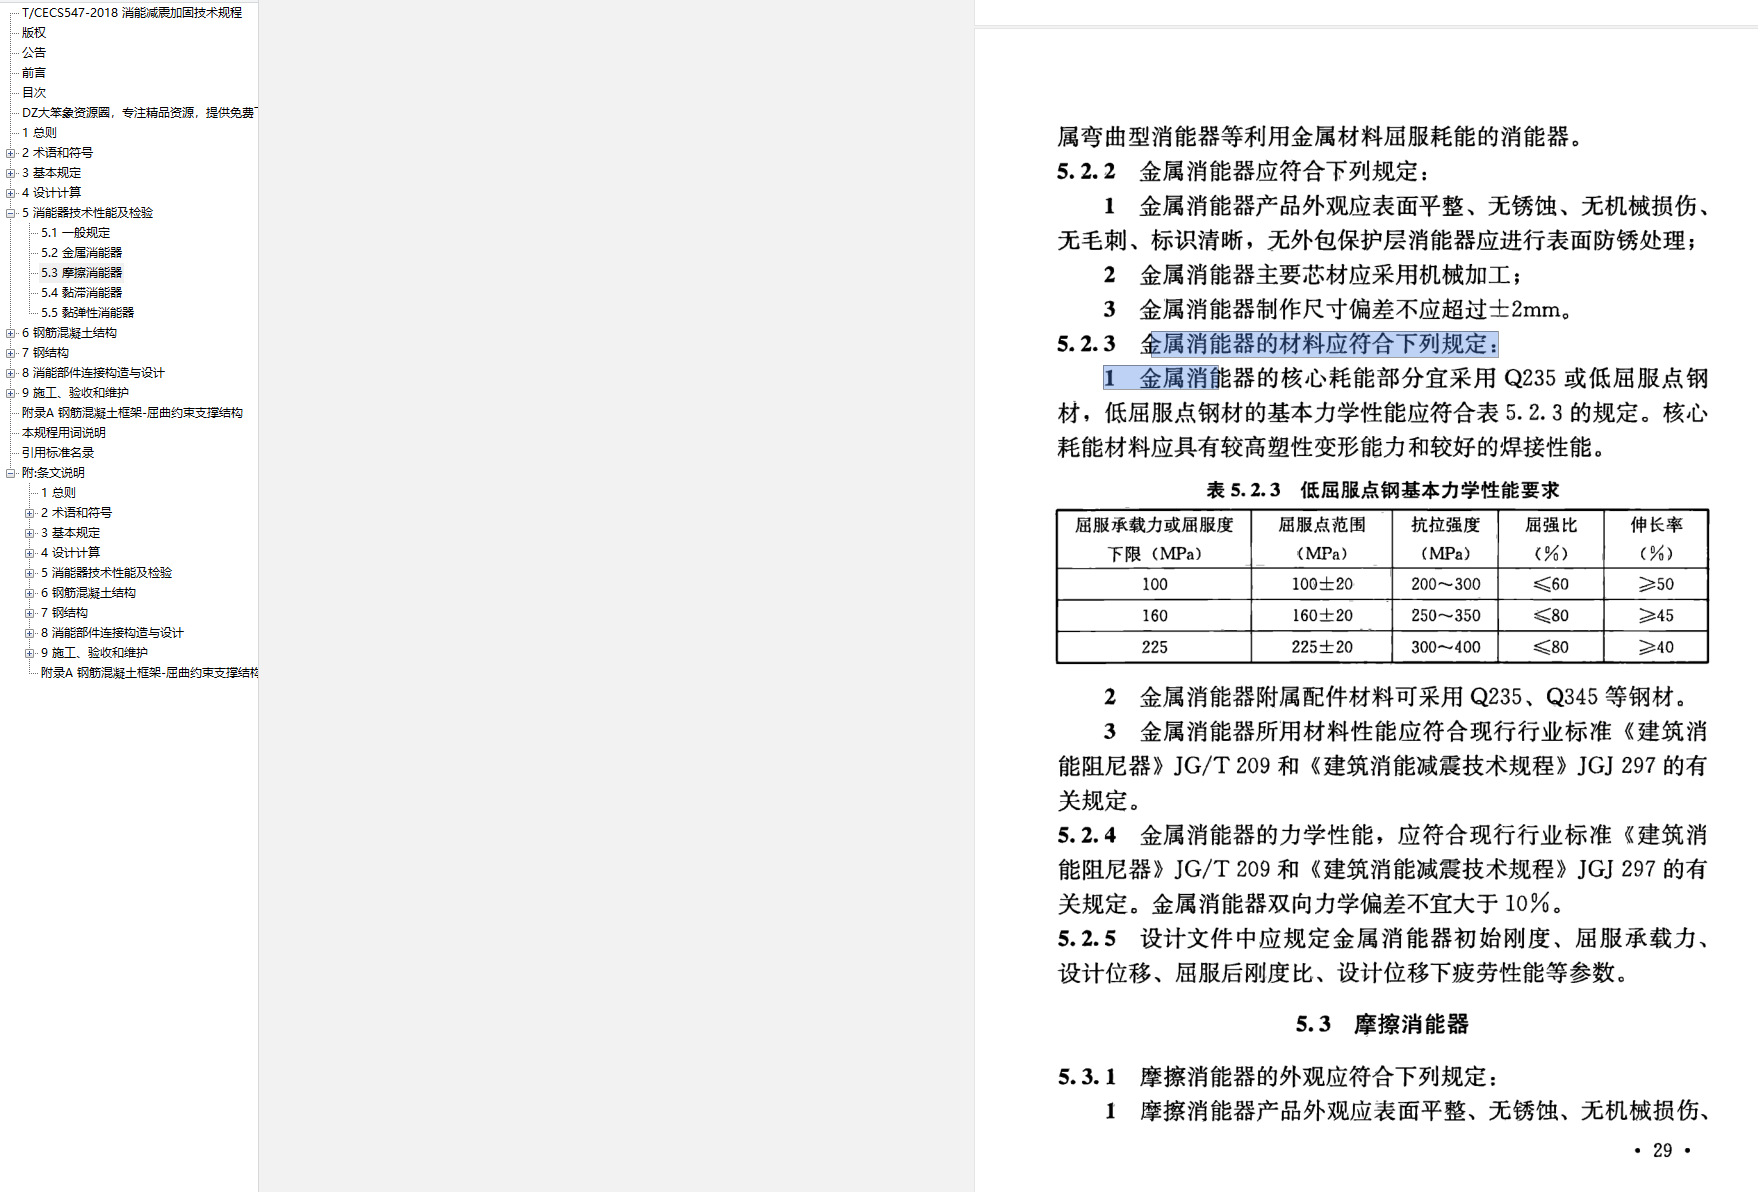 T/CECS547-2018 消能减震加固技术规程
版权
公告
前言
目次
DZ大笨象资源圈，专注精品资源，提供免费
1 总则
2 术语和符号
3 基本规定
4 设计计算
5 消能器技术性能及检验
5.1 一般规定
5.2 金属消能器
5.3 摩擦消能器
5.4 黏滞消能器
5.5 黏弹性消能器
6 钢筋混凝土结构
7 钢结构
8 消能部件连接构造与设计
9 施工、验收和维护
附录A 钢筋混凝土框架-屈曲约束支撑结构
本规程用词说明
引用标准名录
附:条文说明
1 总则
2 术语和符号
3 基本规定
4 设计计算
5 消能器技术性能及检验
6 钢筋混凝土结构
7 钢结构
8 消能部件连接构造与设计
9 施工、验收和维护
附录A 钢筋混凝土框架-屈曲约束支撑结构
属弯曲型消能器等利用金属材料屈服耗能的消能器。
5.2.2 金属消能器应符合下列规定：
1 金属消能器产品外观应表面平整、无锈蚀、无机械损伤、
无毛刺、标识清晰，无外包保护层消能器应进行表面防锈处理；
2 金属消能器主要芯材应采用机械加工；
3 金属消能器制作尺寸偏差不应超过±2mm。
5.2.3 金属消能器的材料应符合下列规定：
1 金属消能器的核心耗能部分宜采用 Q235 或低屈服点钢
材，低屈服点钢材的基本力学性能应符合表 5.2.3 的规定。核心
耗能材料应具有较高塑性变形能力和较好的焊接性能。
表 5.2.3 低屈服点钢基本力学性能要求
屈服承载力或屈服度 屈服点范围 抗拉强度 屈强比 伸长率
下限（MPa） （MPa） （MPa） （%） （%）
100 100±20 200～300 ≤60 ≥50
160 160±20 250～350 ≤80 ≥45
225 225±20 300～400 ≤80 ≥40
2 金属消能器附属配件材料可采用 Q235、Q345 等钢材。
3 金属消能器所用材料性能应符合现行行业标准《建筑消
能阻尼器》JG/T 209 和《建筑消能减震技术规程》JGJ 297 的有
关规定。
5.2.4 金属消能器的力学性能，应符合现行行业标准《建筑消
能阻尼器》JG/T 209 和《建筑消能减震技术规程》JGJ 297 的有
关规定。金属消能器双向力学偏差不宜大于 10%。
5.2.5 设计文件中应规定金属消能器初始刚度、屈服承载力、
设计位移、屈服后刚度比、设计位移下疲劳性能等参数。
5.3 摩擦消能器
5.3.1 摩擦消能器的外观应符合下列规定：
1 摩擦消能器产品外观应表面平整、无锈蚀、无机械损伤、
· 29 ·